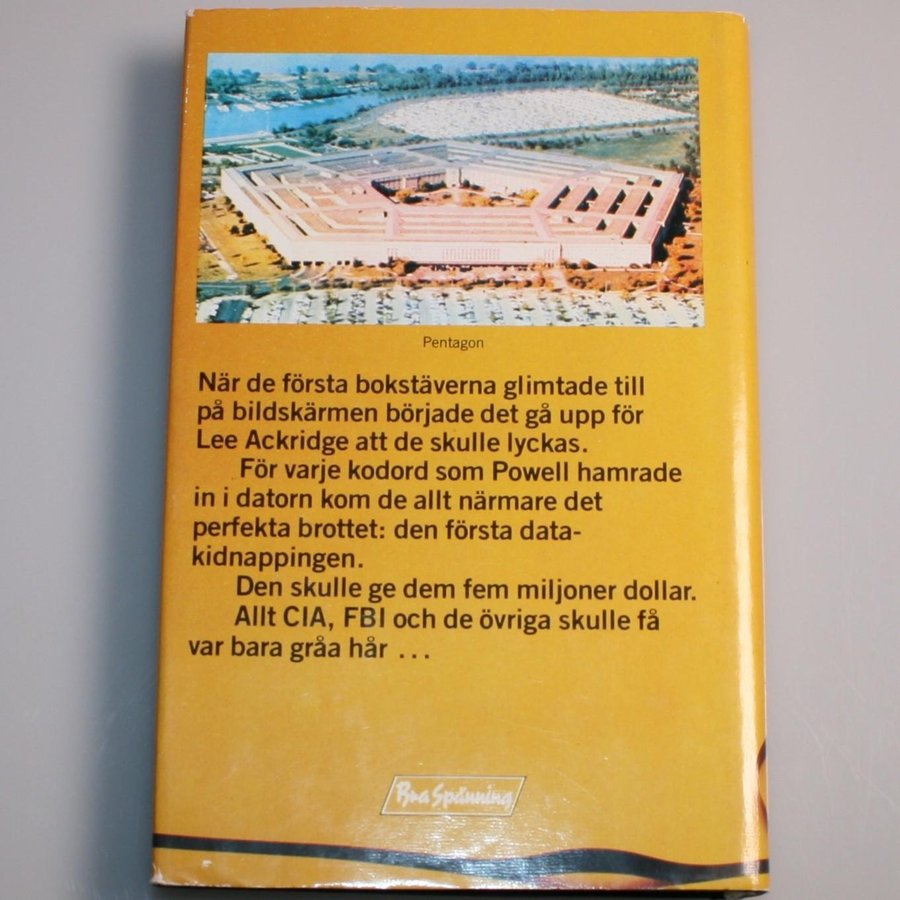 Pentagon
När de första bokstäverna glimtade till
på bildskärmen började det gå upp för
Lee Ackridge att de skulle lyckas.
För varje kodord som Powell hamrade
in i datorn kom de allt närmare det
perfekta brottet: den första data-
kidnappingen.
Den skulle ge dem fem miljoner dollar.
Allt CIA, FBI och de övriga skulle få
var bara gråa hår ...
Bra Spänning